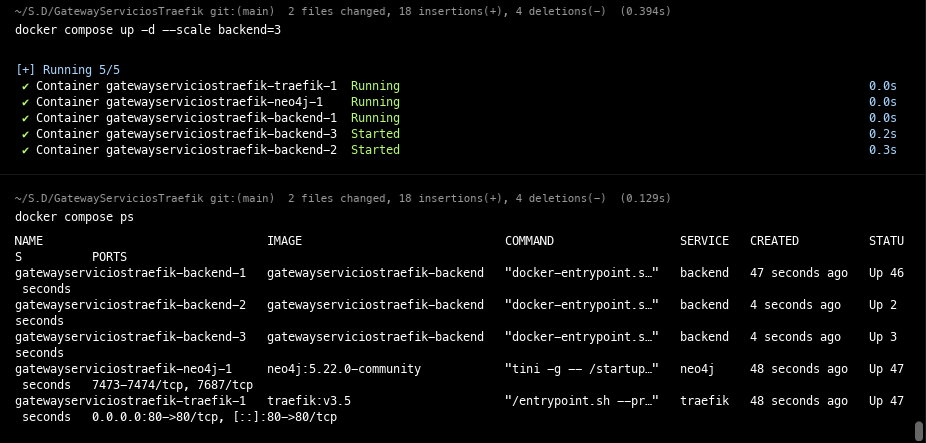 ~/S.D/GatewayServiciosTraefik git:(main)  2 files changed, 18 insertions(+), 4 deletions(−)  (0.394s)
docker compose up −d −−scale backend=3
[+] Running 5/5
✔ Container gatewayserviciostraefik−traefik−1  Running  0.0s
✔ Container gatewayserviciostraefik−neo4j−1    Running  0.0s
✔ Container gatewayserviciostraefik−backend−1  Running  0.0s
✔ Container gatewayserviciostraefik−backend−3  Started  0.2s
✔ Container gatewayserviciostraefik−backend−2  Started  0.3s
~/S.D/GatewayServiciosTraefik git:(main)  2 files changed, 18 insertions(+), 4 deletions(−)  (0.129s)
docker compose ps
NAME                                IMAGE                             COMMAND                  SERVICE   CREATED          STATU
S          PORTS
gatewayserviciostraefik−backend−1   gatewayserviciostraefik−backend   "docker−entrypoint.s…"   backend   47 seconds ago   Up 46
 seconds
gatewayserviciostraefik−backend−2   gatewayserviciostraefik−backend   "docker−entrypoint.s…"   backend   4 seconds ago    Up 2
seconds
gatewayserviciostraefik−backend−3   gatewayserviciostraefik−backend   "docker−entrypoint.s…"   backend   4 seconds ago    Up 3
seconds
gatewayserviciostraefik−neo4j−1     neo4j:5.22.0−community            "tini −g −− /startup…"   neo4j     48 seconds ago   Up 47
 seconds   7473−7474/tcp, 7687/tcp
gatewayserviciostraefik−traefik−1   traefik:v3.5                      "/entrypoint.sh −−pr…"   traefik   48 seconds ago   Up 47
 seconds   0.0.0.0:80−>80/tcp, [::]:80−>80/tcp